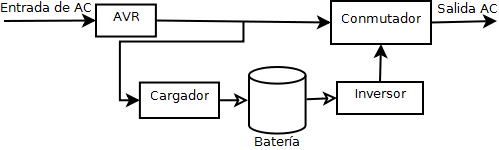 Entrada de AC
AVR
Conmutador
Salida AC
Cargador
Batería
Inversor